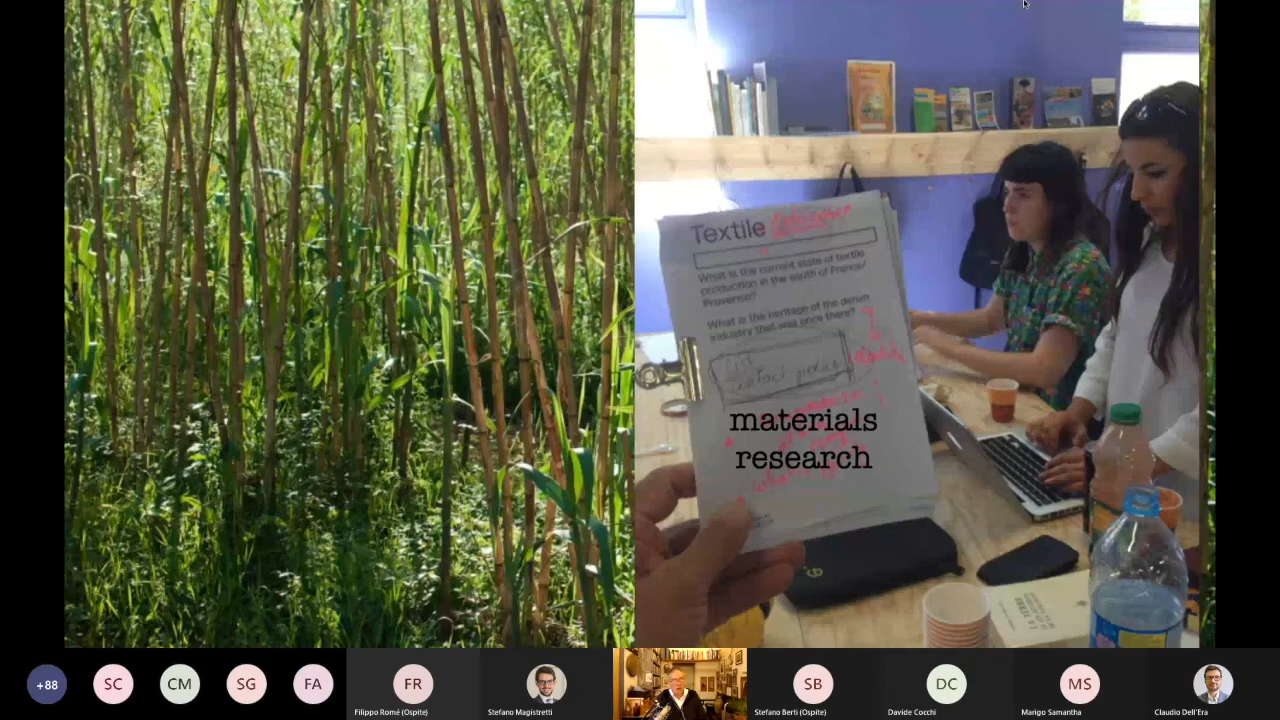 Textile
What is the current state of textile
production in the south of France/
Provence?
What is the heritage of the denim
industry that was once there?
materials
research
+88
SC
CM
SG
FA
FR
SB
DC
MS
Filippo Romé (Ospite)
Stefano Magistretti
Stefano Berti (Ospite)
Davide Cocchi
Marigo Samantha
Claudio Dell'Era